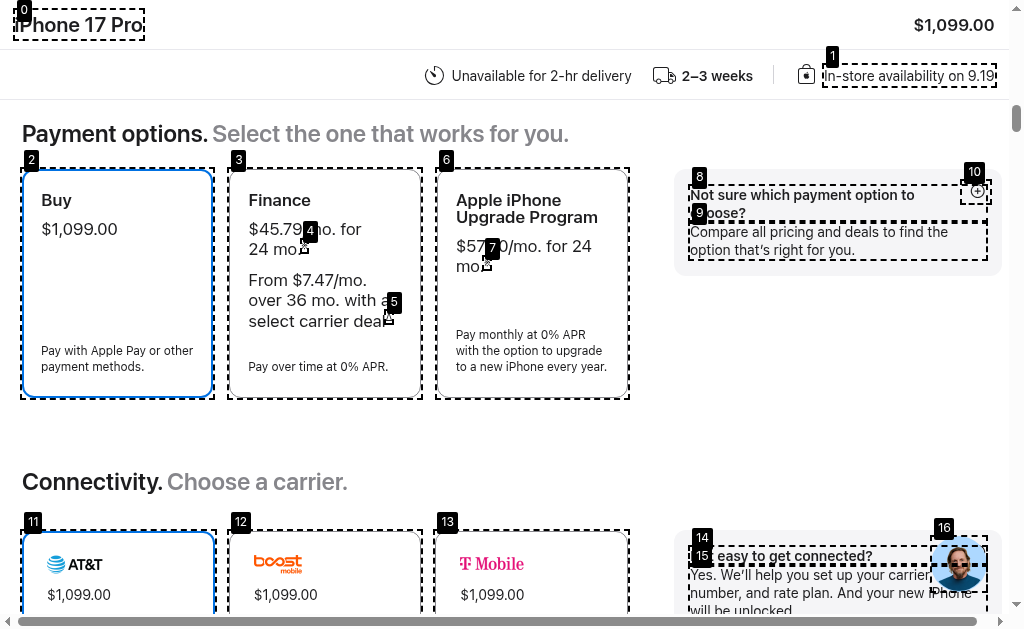 0
iPhone 17 Pro
$1,099.00
1
Unavailable for 2-hr delivery
2–3 weeks
In-store availability on 9.19
Payment options. Select the one that works for you.
2
Buy
$1,099.00
Pay with Apple Pay or other
payment methods.
3
Finance
$45.79 4 mo. for
24 mo.
From $7.47/mo.
5
over 36 mo. with a
select carrier deal
Pay over time at 0% APR.
6
Apple iPhone
Upgrade Program
7
$57 0/mo. for 24
mo.
Pay monthly at 0% APR
with the option to upgrade
to a new iPhone every year.
8
10
Not sure which payment option to
9
oose?
Compare all pricing and deals to find the
option that's right for you.
Connectivity. Choose a carrier.
11
AT&T
$1,099.00
12
boost
mobile
$1,099.00
13
T Mobile
$1,099.00
14
16
15
easy to get connected?
Yes. We'll help you set up your carrier,
number, and rate plan. And your new iPhone
will be unlocked